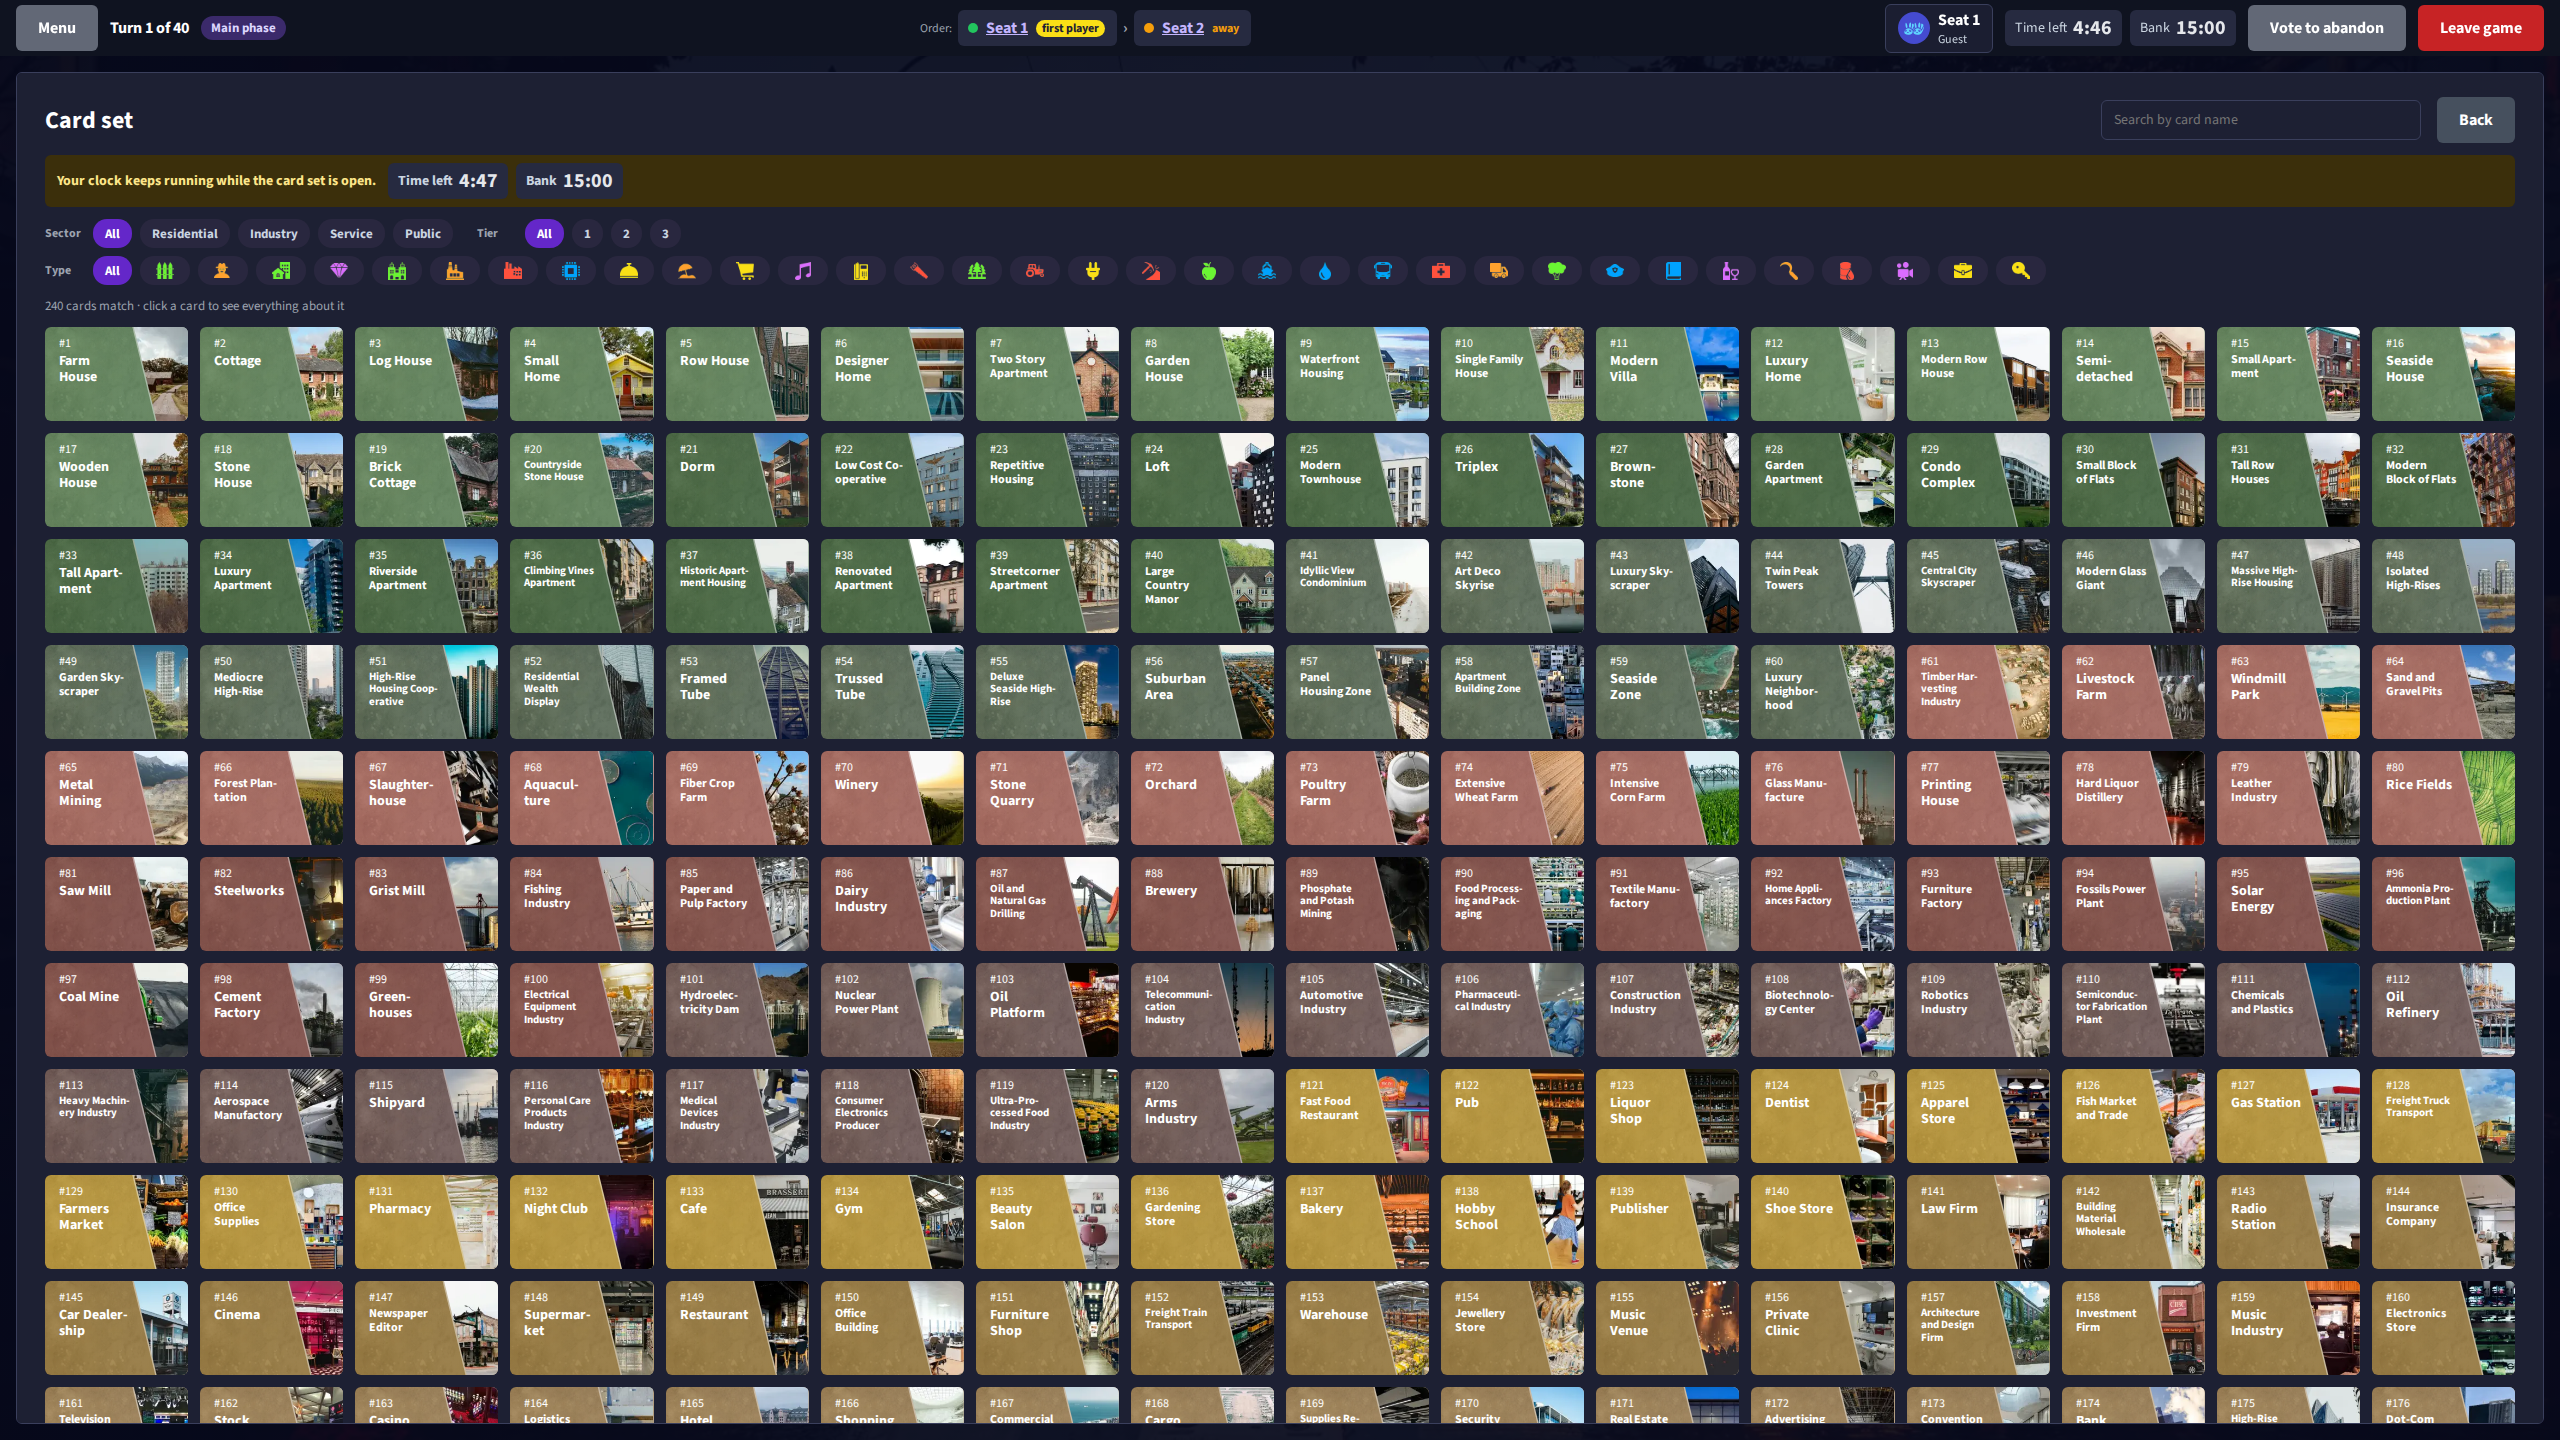 Menu
Turn 1 of 40
Main phase
Order:
Seat 1
first player
›
Seat 2
away
Seat 1
Guest
Time left 4:46
Bank 15:00
Vote to abandon
Leave game
Card set
Search by card name
Back
Your clock keeps running while the card set is open.
Time left 4:47
Bank 15:00
Sector
All
Residential
Industry
Service
Public
Tier
All
1
2
3
Type
All
240 cards match · click a card to see everything about it
#1
Farm
House
#2
Cottage
#3
Log House
#4
Small
Home
#5
Row House
#6
Designer
Home
#7
Two Story
Apartment
#8
Garden
House
#9
Waterfront
Housing
#10
Single Family
House
#11
Modern
Villa
#12
Luxury
Home
#13
Modern Row
House
#14
Semi-
detached
#15
Small Apart-
ment
#16
Seaside
House
#17
Wooden
House
#18
Stone
House
#19
Brick
Cottage
#20
Countryside
Stone House
#21
Dorm
#22
Low Cost Co-
operative
#23
Repetitive
Housing
#24
Loft
#25
Modern
Townhouse
#26
Triplex
#27
Brown-
stone
#28
Garden
Apartment
#29
Condo
Complex
#30
Small Block
of Flats
#31
Tall Row
Houses
#32
Modern
Block of Flats
#33
Tall Apart-
ment
#34
Luxury
Apartment
#35
Riverside
Apartment
#36
Climbing Vines
Apartment
#37
Historic Apart-
ment Housing
#38
Renovated
Apartment
#39
Streetcorner
Apartment
#40
Large
Country
Manor
#41
Idyllic View
Condominium
#42
Art Deco
Skyrise
#43
Luxury Sky-
scraper
#44
Twin Peak
Towers
#45
Central City
Skyscraper
#46
Modern Glass
Giant
#47
Massive High-
Rise Housing
#48
Isolated
High-Rises
#49
Garden Sky-
scraper
#50
Mediocre
High-Rise
#51
High-Rise
Housing Coop-
erative
#52
Residential
Wealth
Display
#53
Framed
Tube
#54
Trussed
Tube
#55
Deluxe
Seaside High-
Rise
#56
Suburban
Area
#57
Panel
Housing Zone
#58
Apartment
Building Zone
#59
Seaside
Zone
#60
Luxury
Neighbor-
hood
#61
Timber Har-
vesting
Industry
#62
Livestock
Farm
#63
Windmill
Park
#64
Sand and
Gravel Pits
#65
Metal
Mining
#66
Forest Plan-
tation
#67
Slaughter-
house
#68
Aquacul-
ture
#69
Fiber Crop
Farm
#70
Winery
#71
Stone
Quarry
#72
Orchard
#73
Poultry
Farm
#74
Extensive
Wheat Farm
#75
Intensive
Corn Farm
#76
Glass Manu-
facture
#77
Printing
House
#78
Hard Liquor
Distillery
#79
Leather
Industry
#80
Rice Fields
#81
Saw Mill
#82
Steelworks
#83
Grist Mill
#84
Fishing
Industry
#85
Paper and
Pulp Factory
#86
Dairy
Industry
#87
Oil and
Natural Gas
Drilling
#88
Brewery
#89
Phosphate
and Potash
Mining
#90
Food Process-
ing and Pack-
aging
#91
Textile Manu-
factory
#92
Home Appli-
ances Factory
#93
Furniture
Factory
#94
Fossils Power
Plant
#95
Solar
Energy
#96
Ammonia Pro-
duction Plant
#97
Coal Mine
#98
Cement
Factory
#99
Green-
houses
#100
Electrical
Equipment
Industry
#101
Hydroelec-
tricity Dam
#102
Nuclear
Power Plant
#103
Oil
Platform
#104
Telecommuni-
cation
Industry
#105
Automotive
Industry
#106
Pharmaceuti-
cal Industry
#107
Construction
Industry
#108
Biotechnolo-
gy Center
#109
Robotics
Industry
#110
Semiconduc-
tor Fabrication
Plant
#111
Chemicals
and Plastics
#112
Oil
Refinery
#113
Heavy Machin-
ery Industry
#114
Aerospace
Manufactory
#115
Shipyard
#116
Personal Care
Products
Industry
#117
Medical
Devices
Industry
#118
Consumer
Electronics
Producer
#119
Ultra-Pro-
cessed Food
Industry
#120
Arms
Industry
#121
Fast Food
Restaurant
#122
Pub
#123
Liquor
Shop
#124
Dentist
#125
Apparel
Store
#126
Fish Market
and Trade
#127
Gas Station
#128
Freight Truck
Transport
#129
Farmers
Market
#130
Office
Supplies
#131
Pharmacy
#132
Night Club
#133
Cafe
#134
Gym
#135
Beauty
Salon
#136
Gardening
Store
#137
Bakery
#138
Hobby
School
#139
Publisher
#140
Shoe Store
#141
Law Firm
#142
Building
Material
Wholesale
#143
Radio
Station
#144
Insurance
Company
#145
Car Dealer-
ship
#146
Cinema
#147
Newspaper
Editor
#148
Supermar-
ket
#149
Restaurant
#150
Office
Building
#151
Furniture
Shop
#152
Freight Train
Transport
#153
Warehouse
#154
Jewellery
Store
#155
Music
Venue
#156
Private
Clinic
#157
Architecture
and Design
Firm
#158
Investment
Firm
#159
Music
Industry
#160
Electronics
Store
#161
Television
#162
Stock
#163
Casino
#164
Logistics
#165
Hotel
#166
Shopping
#167
Commercial
#168
Cargo
#169
Supplies Re-
#170
Security
#171
Real Estate
#172
Advertising
#173
Convention
#174
Bank
#175
High-Rise
#176
Dot-Com